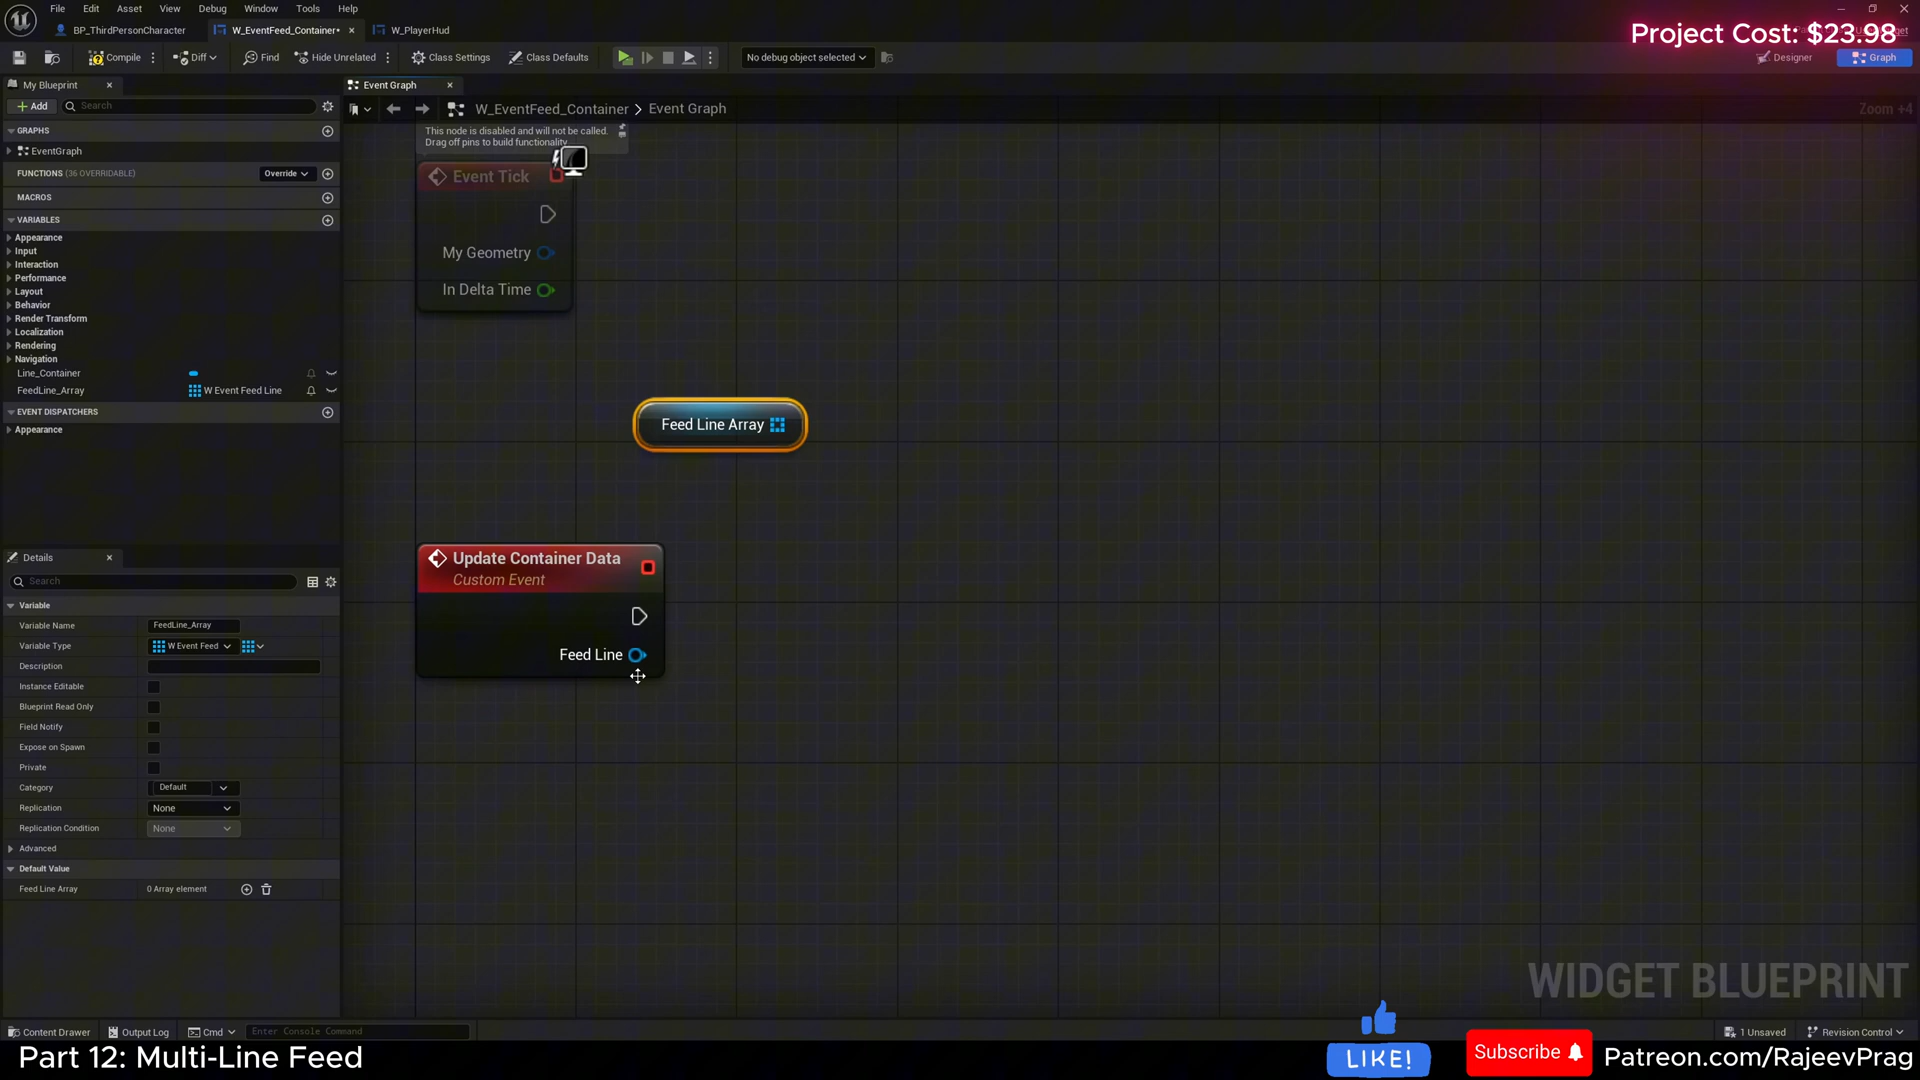 File Edit Asset View Debug Window Tools Help
Project Cost: $23.98
BP_ThirdPersonCharacter
W_EventFeed_Container*
W_PlayerHud
Compile
Diff
Find
Hide Unrelated
Class Settings
Class Defaults
No debug object selected
Designer
Graph
My Blueprint
Event Graph
Add
Search
W_EventFeed_Container > Event Graph
Zoom +4
GRAPHS
EventGraph
FUNCTIONS (36 OVERRIDABLE)
Override
MACROS
VARIABLES
Appearance
Input
Interaction
Performance
Layout
Behavior
Render Transform
Localization
Rendering
Navigation
Line_Container
FeedLine_Array
W Event Feed Line
EVENT DISPATCHERS
Appearance
This node is disabled and will not be called.
Drag off pins to build functionality.
Event Tick
My Geometry
In Delta Time
Feed Line Array
Update Container Data
Custom Event
Feed Line
Details
Search
Variable
Variable Name
FeedLine_Array
Variable Type
W Event Feed
Description
Instance Editable
Blueprint Read Only
Field Notify
Expose on Spawn
Private
Category
Default
Replication
None
Replication Condition
None
Advanced
Default Value
Feed Line Array
0 Array element
WIDGET BLUEPRINT
Content Drawer
Output Log
Cmd
Enter Console Command
1 Unsaved
Revision Control
Part 12: Multi-Line Feed
LIKE!
Subscribe
Patreon.com/RajeevPrag